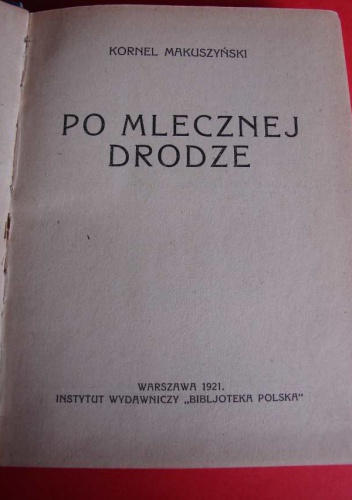 KORNEL MAKUSZYŃSKI
PO MLECZNEJ
DRODZE
WARSZAWA 1921.
INSTYTUT WYDAWNICZY „BIBLJOTEKA POLSKA"